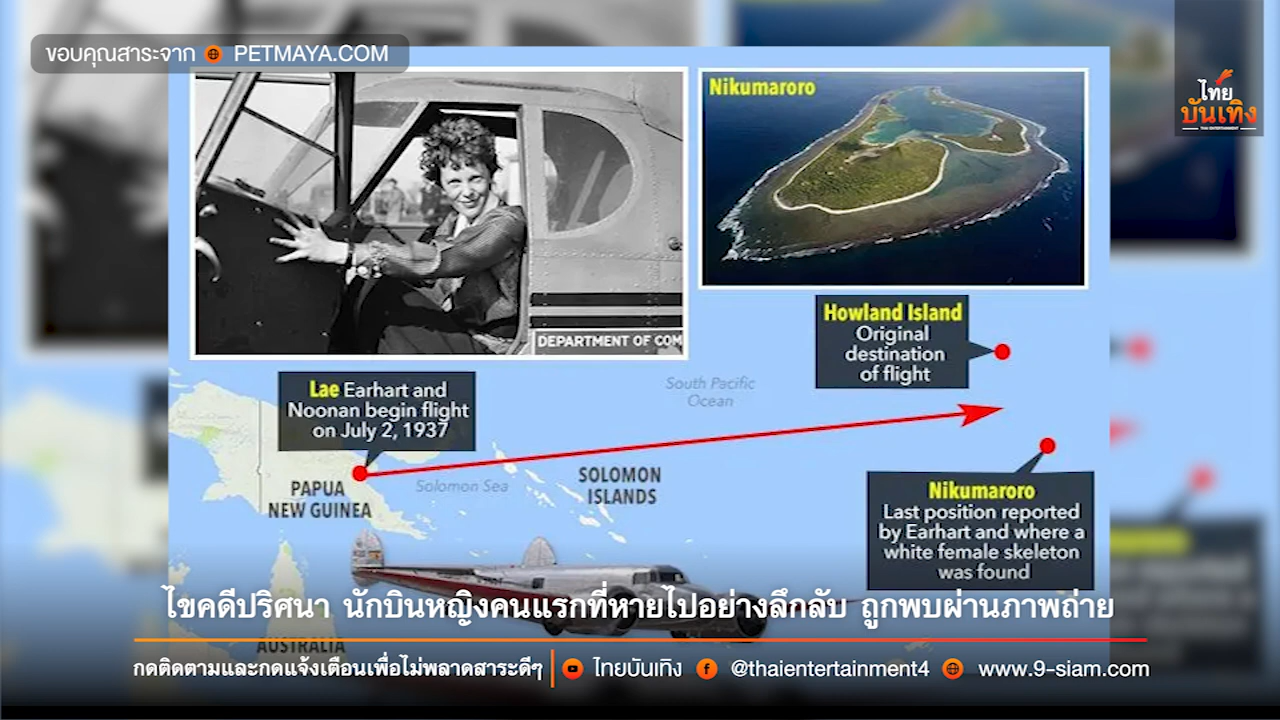 ขอบคุณสาระจาก PETMAYA.COM
ไทย
บันเทิง
THAI ENTERTAINMENT
Nikumaroro
DEPARTMENT OF COM
Howland Island
Original
destination
of flight
South Pacific
Ocean
Lae Earhart and
Noonan begin flight
on July 2, 1937
Solomon Sea
SOLOMON
ISLANDS
PAPUA
NEW GUINEA
Nikumaroro
Last position reported
by Earhart and where a
white female skeleton
was found
ไขคดีปริศนา นักบินหญิงคนแรกที่หายไปอย่างลึกลับ ถูกพบผ่านภาพถ่าย
AUSTRALIA
กดติดตามและกดแจ้งเตือนเพื่อไม่พลาดสาระดีๆ ไทยบันเทิง @thaientertainment4 www.9-siam.com